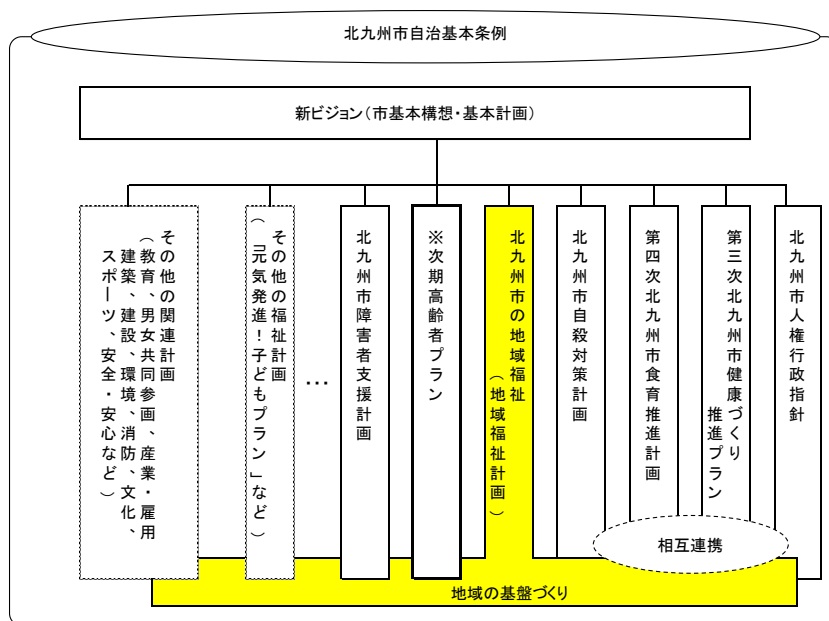 北九州市自治基本条例
新ビジョン(市基本構想・基本計画)
北九州市人権行政指針
第三次北九州市健康づくり
推進プラン
第四次北九州市食育推進計画
北九州市自殺対策計画
北九州市の地域福祉
(地域福祉計画)
※次期高齢者プラン
北九州市障害者支援計画
…
その他の福祉計画
(「元気発進!子どもプラン」など)
その他の関連計画
(教育、男女共同参画、産業・雇用
建築、建設、環境、消防、文化、
スポーツ、安全・安心など)
相互連携
地域の基盤づくり